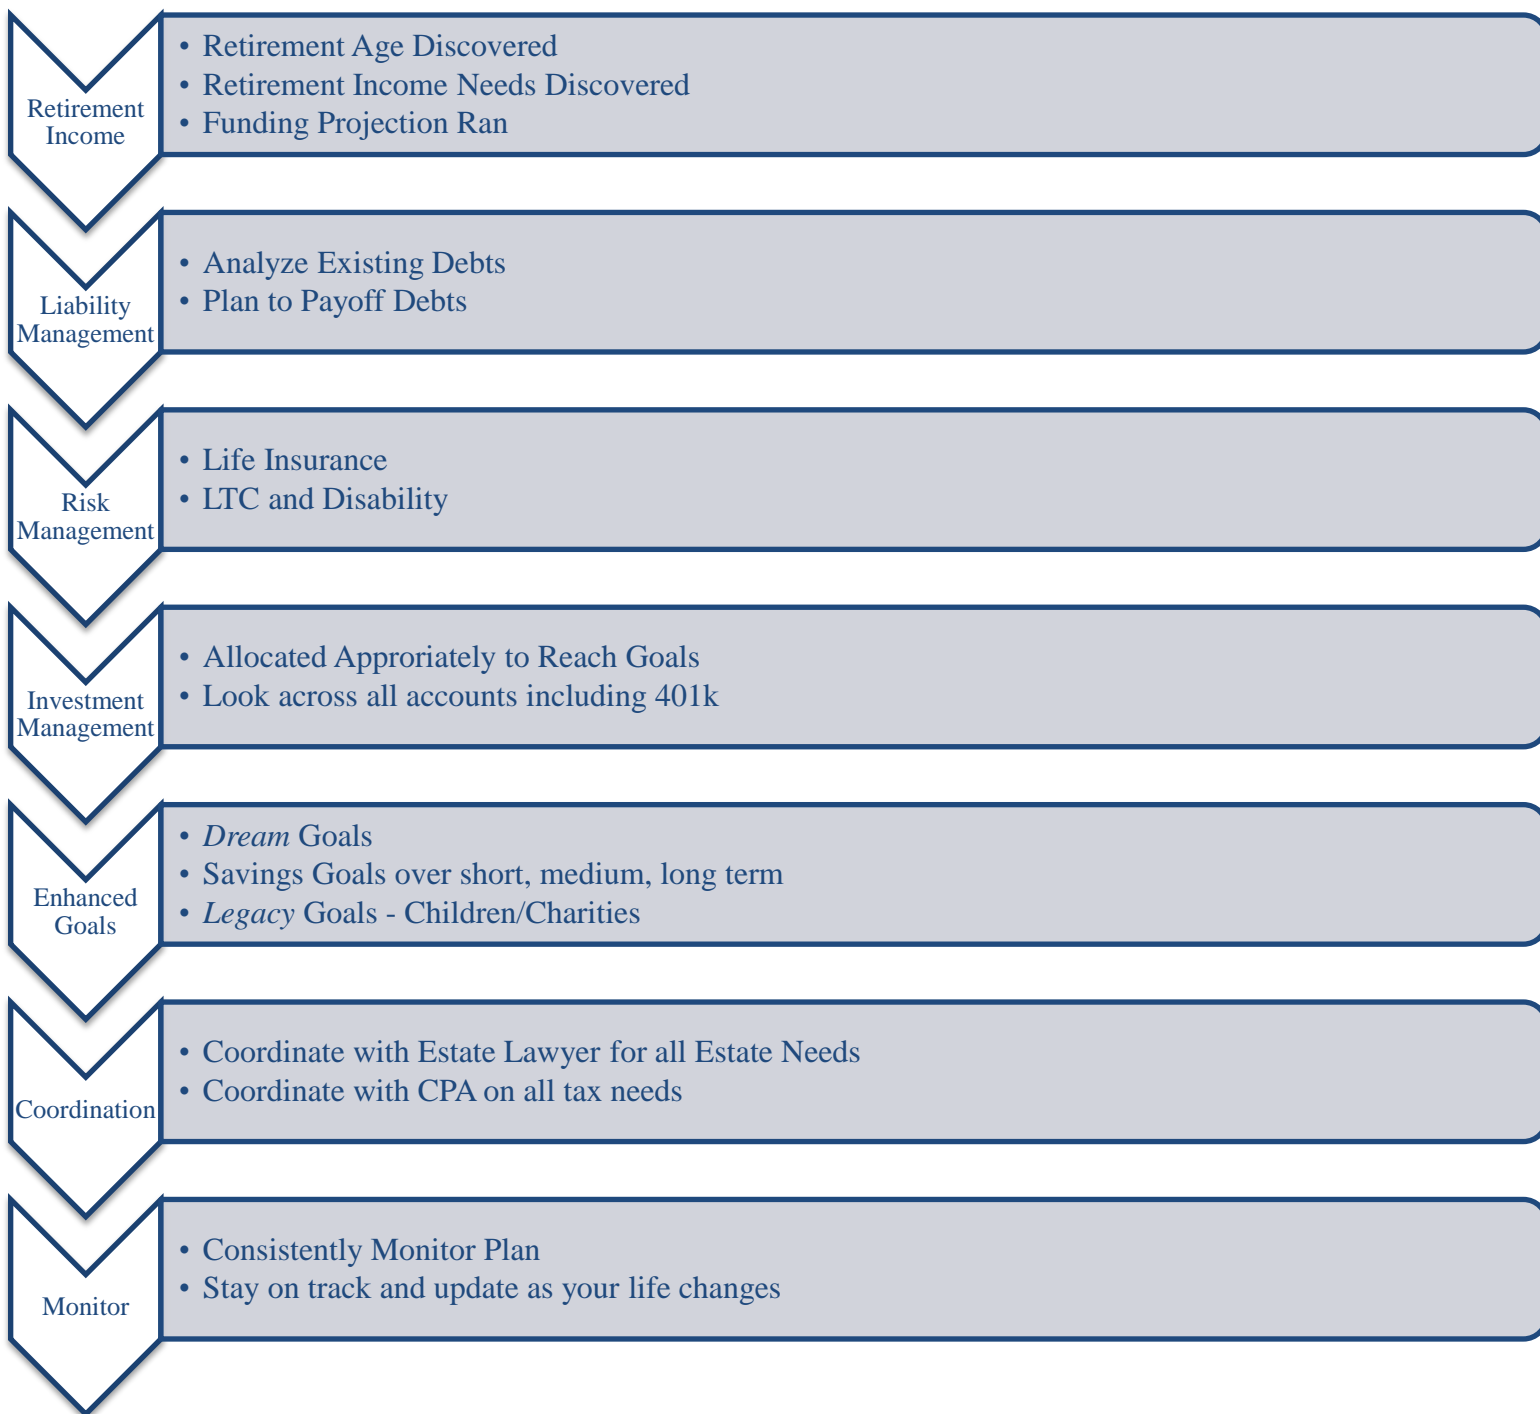 Retirement
Income
• Retirement Age Discovered
• Retirement Income Needs Discovered
• Funding Projection Ran
Liability
Management
• Analyze Existing Debts
• Plan to Payoff Debts
Risk
Management
• Life Insurance
• LTC and Disability
Investment
Management
• Allocated Approriately to Reach Goals
• Look across all accounts including 401k
Enhanced
Goals
• Dream Goals
• Savings Goals over short, medium, long term
• Legacy Goals - Children/Charities
Coordination
• Coordinate with Estate Lawyer for all Estate Needs
• Coordinate with CPA on all tax needs
Monitor
• Consistently Monitor Plan
• Stay on track and update as your life changes